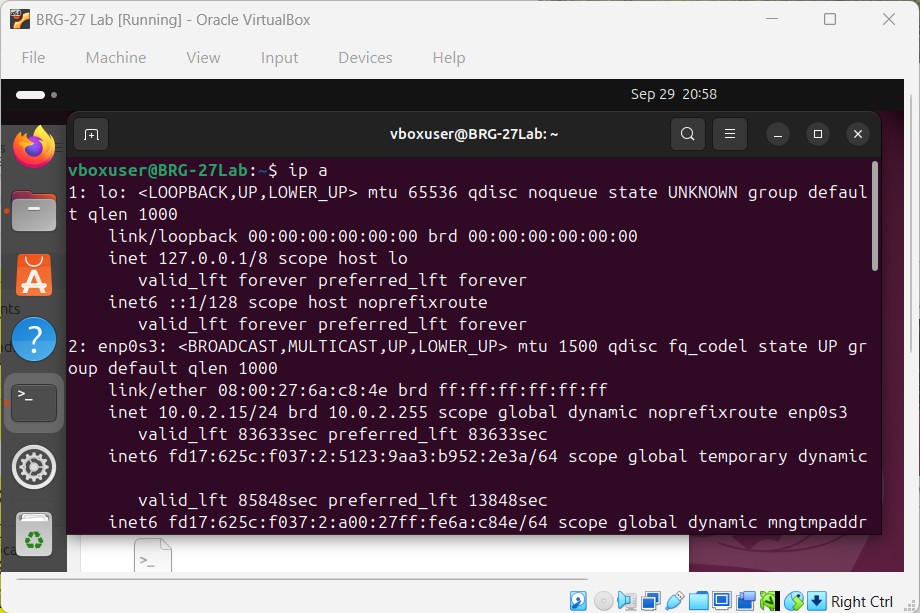 BRG-27 Lab [Running] - Oracle VirtualBox
File Machine View Input Devices Help
Sep 29 20:58
vboxuser@BRG-27Lab: ~
vboxuser@BRG-27Lab:~$ ip a
1: lo: <LOOPBACK,UP,LOWER_UP> mtu 65536 qdisc noqueue state UNKNOWN group defaul
t qlen 1000
link/loopback 00:00:00:00:00:00 brd 00:00:00:00:00:00
inet 127.0.0.1/8 scope host lo
valid_lft forever preferred_lft forever
inet6 ::1/128 scope host noprefixroute
valid_lft forever preferred_lft forever
2: enp0s3: <BROADCAST,MULTICAST,UP,LOWER_UP> mtu 1500 qdisc fq_codel state UP gr
oup default qlen 1000
link/ether 08:00:27:6a:c8:4e brd ff:ff:ff:ff:ff:ff
inet 10.0.2.15/24 brd 10.0.2.255 scope global dynamic noprefixroute enp0s3
valid_lft 83633sec preferred_lft 83633sec
inet6 fd17:625c:f037:2:5123:9aa3:b952:2e3a/64 scope global temporary dynamic
valid_lft 85848sec preferred_lft 13848sec
inet6 fd17:625c:f037:2:a00:27ff:fe6a:c84e/64 scope global dynamic mngtmpaddr
Right Ctrl